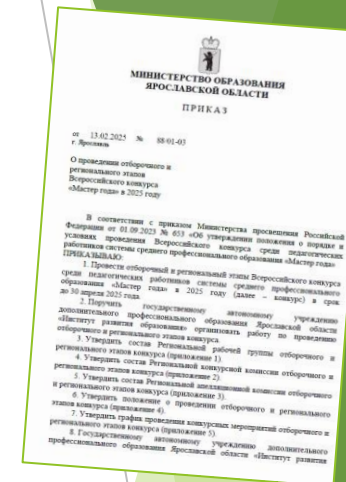 МИНИСТЕРСТВО ОБРАЗОВАНИЯ
ЯРОСЛАВСКОЙ ОБЛАСТИ
ПРИКАЗ
от 13.02.2025 № 88/01-03
г. Ярославль
О проведении отборочного и
регионального этапов
Всероссийского конкурса
«Мастер года» в 2025 году
В соответствии с приказом Министерства просвещения Российской
Федерации от 01.09.2023 № 653 «Об утверждении положения о порядке и
условиях проведения Всероссийского конкурса среди педагогических
работников системы среднего профессионального образования «Мастер года»
ПРИКАЗЫВАЮ:
1. Провести отборочный и региональный этапы Всероссийского конкурса
среди педагогических работников системы среднего профессионального
образования «Мастер года» в 2025 году (далее – конкурс) в срок
до 30 апреля 2025 года.
2. Поручить государственному автономному учреждению
дополнительного профессионального образования Ярославской области
«Институт развития образования» организовать работу по проведению
отборочного и регионального этапов конкурса.
3. Утвердить состав Региональной рабочей группы отборочного и
регионального этапов конкурса (приложение 1).
4. Утвердить состав Региональной конкурсной комиссии отборочного и
регионального этапов конкурса (приложение 2).
5. Утвердить состав Региональной апелляционной комиссии отборочного
и регионального этапов конкурса (приложение 3).
6. Утвердить положение о проведении отборочного и регионального
этапов конкурса (приложение 4).
7. Утвердить график проведения конкурсных мероприятий отборочного и
регионального этапов конкурса (приложение 5).
8. Государственному автономному учреждению дополнительного
профессионального образования Ярославской области «Институт развития